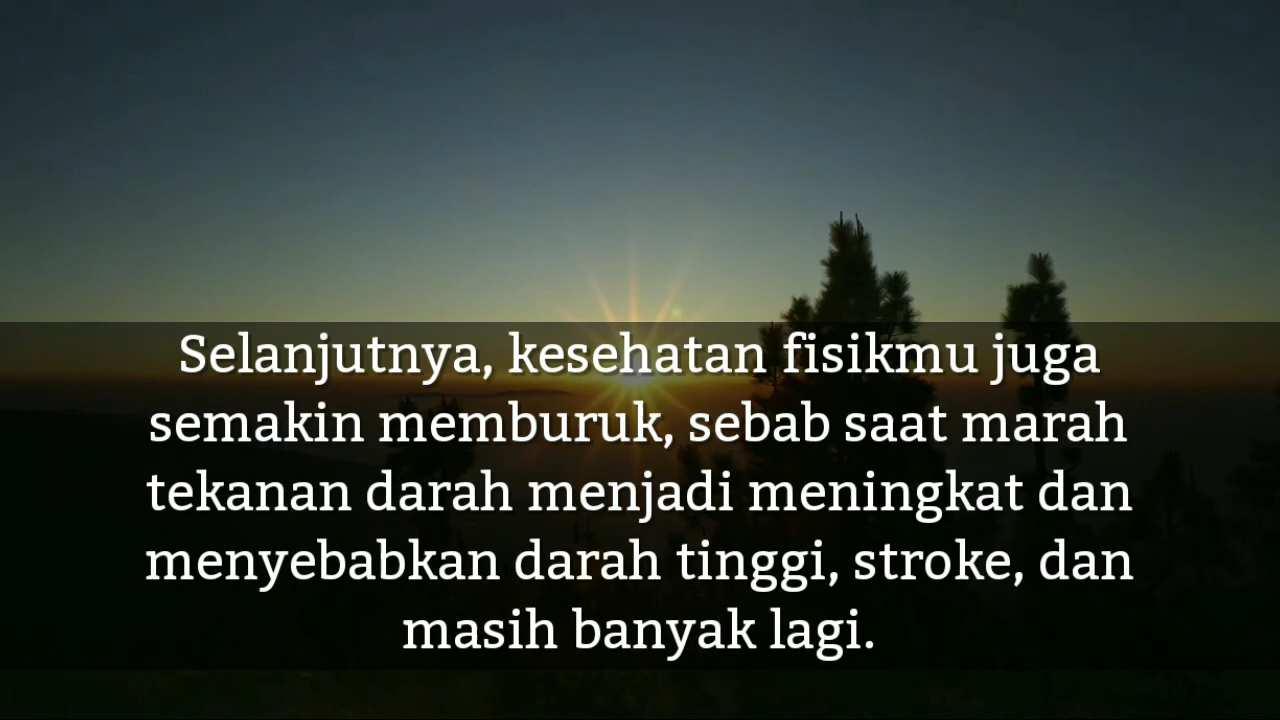 Selanjutnya, kesehatan fisikmu juga
semakin memburuk, sebab saat marah
tekanan darah menjadi meningkat dan
menyebabkan darah tinggi, stroke, dan
masih banyak lagi.